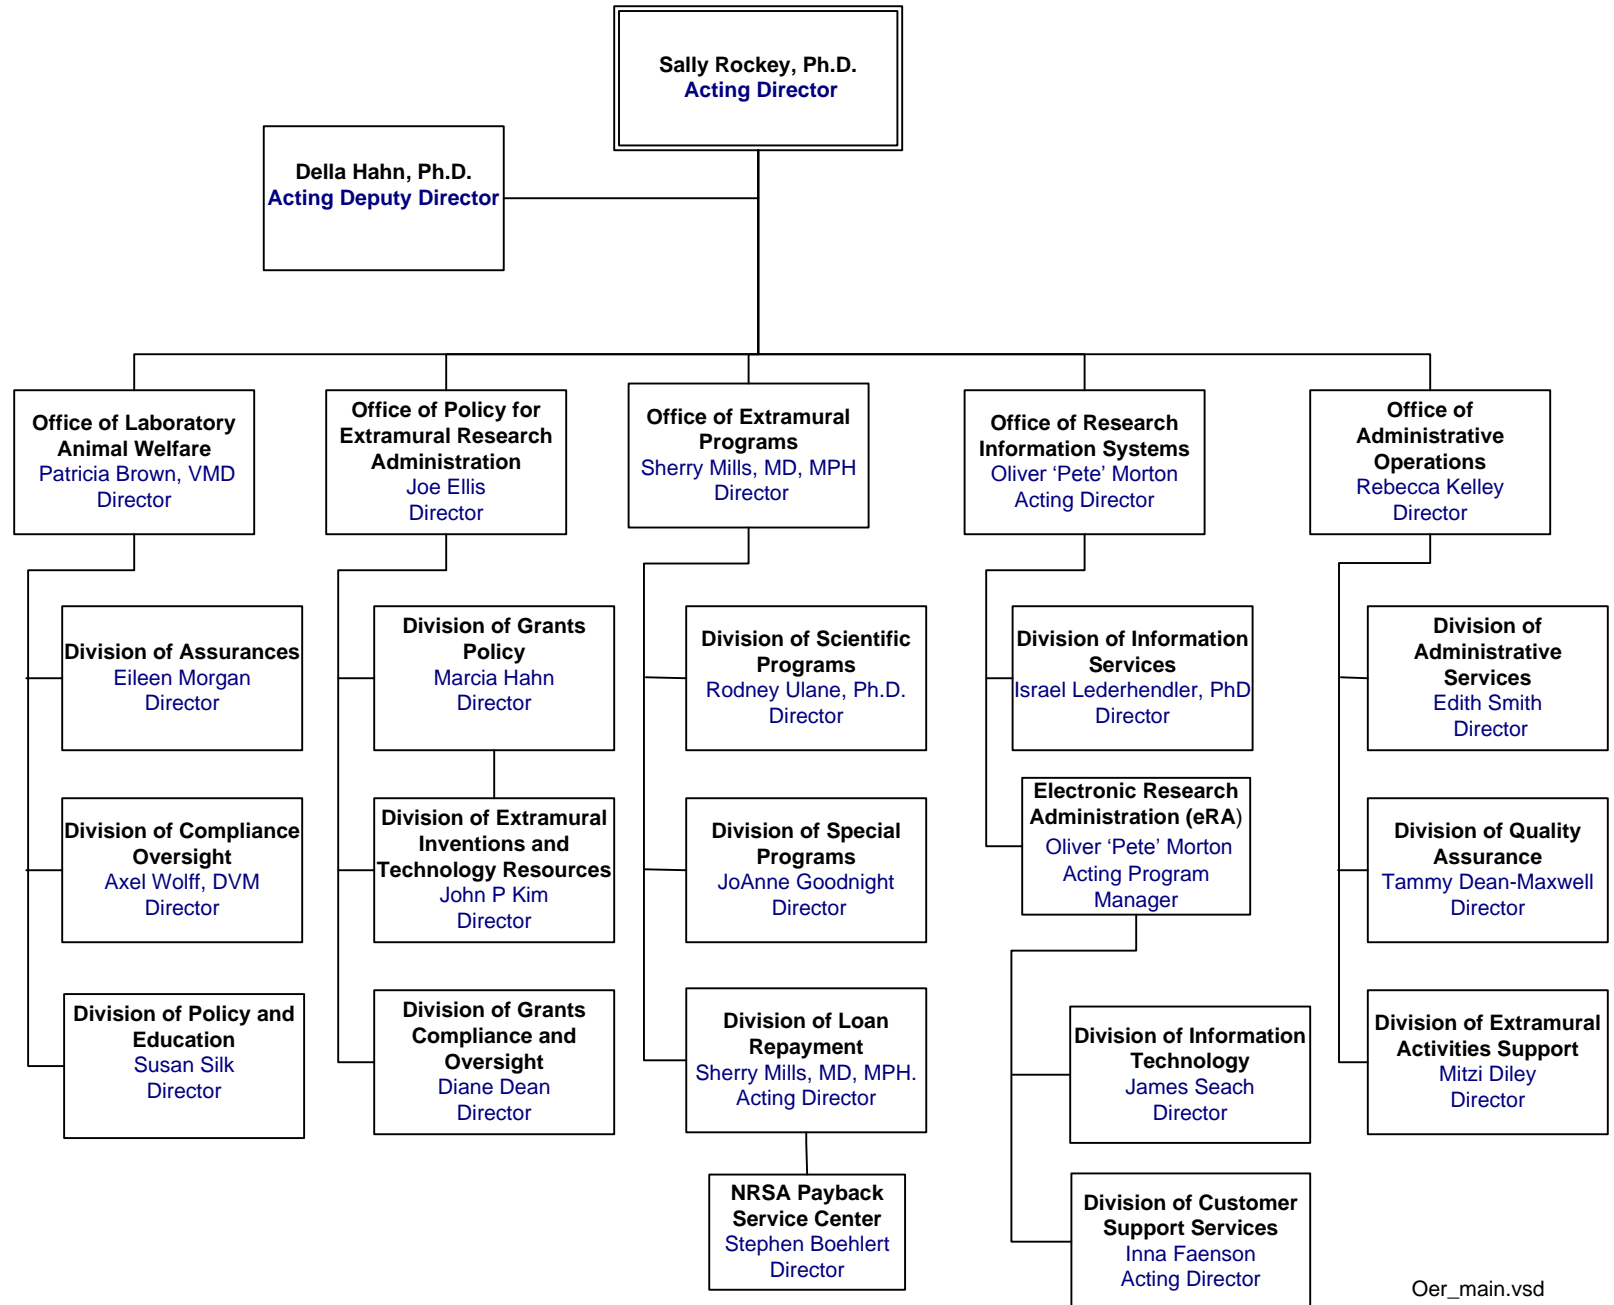 Sally Rockey, Ph.D.
Acting Director
Della Hahn, Ph.D.
Acting Deputy Director
Office of Laboratory
Animal Welfare
Patricia Brown, VMD
Director
Office of Policy for
Extramural Research
Administration
Joe Ellis
Director
Office of Extramural
Programs
Sherry Mills, MD, MPH
Director
Office of Research
Information Systems
Oliver ‘Pete’ Morton
Acting Director
Office of
Administrative
Operations
Rebecca Kelley
Director
Division of Assurances
Eileen Morgan
Director
Division of Grants
Policy
Marcia Hahn
Director
Division of Scientific
Programs
Rodney Ulane, Ph.D.
Director
Division of Information
Services
Israel Lederhendler, PhD
Director
Division of
Administrative
Services
Edith Smith
Director
Division of Compliance
Oversight
Axel Wolff, DVM
Director
Division of Extramural
Inventions and
Technology Resources
John P Kim
Director
Division of Special
Programs
JoAnne Goodnight
Director
Electronic Research
Administration (eRA)
Oliver ‘Pete’ Morton
Acting Program
Manager
Division of Quality
Assurance
Tammy Dean-Maxwell
Director
Division of Policy and
Education
Susan Silk
Director
Division of Grants
Compliance and
Oversight
Diane Dean
Director
Division of Loan
Repayment
Sherry Mills, MD, MPH.
Acting Director
Division of Information
Technology
James Seach
Director
Division of Extramural
Activities Support
Mitzi Diley
Director
NRSA Payback
Service Center
Stephen Boehlert
Director
Division of Customer
Support Services
Inna Faenson
Acting Director
Oer_main.vsd